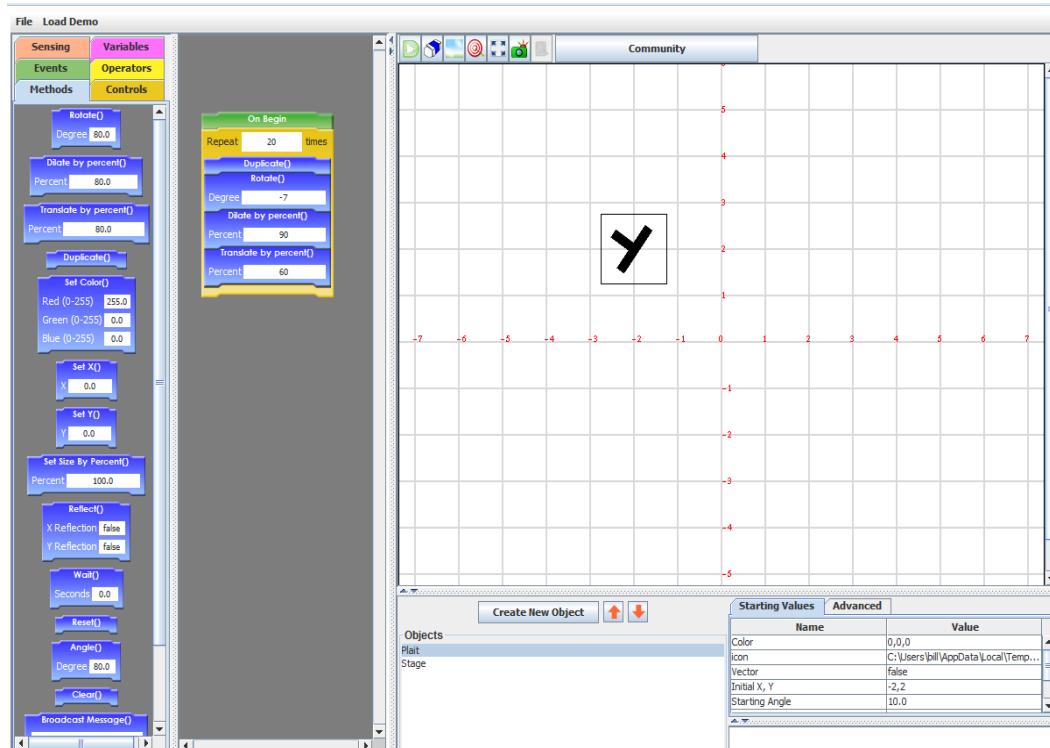 File Load Demo
Sensing Variables
Events Operators
Methods Controls
Rotate()
Degree 80.0
Dilate by percent()
Percent 80.0
Translate by percent()
Percent 80.0
Duplicate()
Set Color()
Red (0-255) 255.0
Green (0-255) 0.0
Blue (0-255) 0.0
Set X()
X 0.0
Set Y()
Y 0.0
Set Size By Percent()
Percent 100.0
Reflect()
X Reflection false
Y Reflection false
Wait()
Seconds 0.0
Reset()
Angle()
Degree 80.0
Clear()
Broadcast Message()
On Begin
Repeat 20 times
Duplicate()
Rotate()
Degree -7
Dilate by percent()
Percent 90
Translate by percent()
Percent 60
Community
5
4
3
2
1
-7 -6 -5 -4 -3 -2 -1 0 1 2 3 4 5 6 7
-1
-2
-3
-4
-5
Create New Object
Objects
Plait
Stage
Starting Values Advanced
Name Value
Color 0,0,0
icon C:\Users\bill\AppData\Local\Temp...
Vector false
Initial X, Y -2,2
Starting Angle 10.0